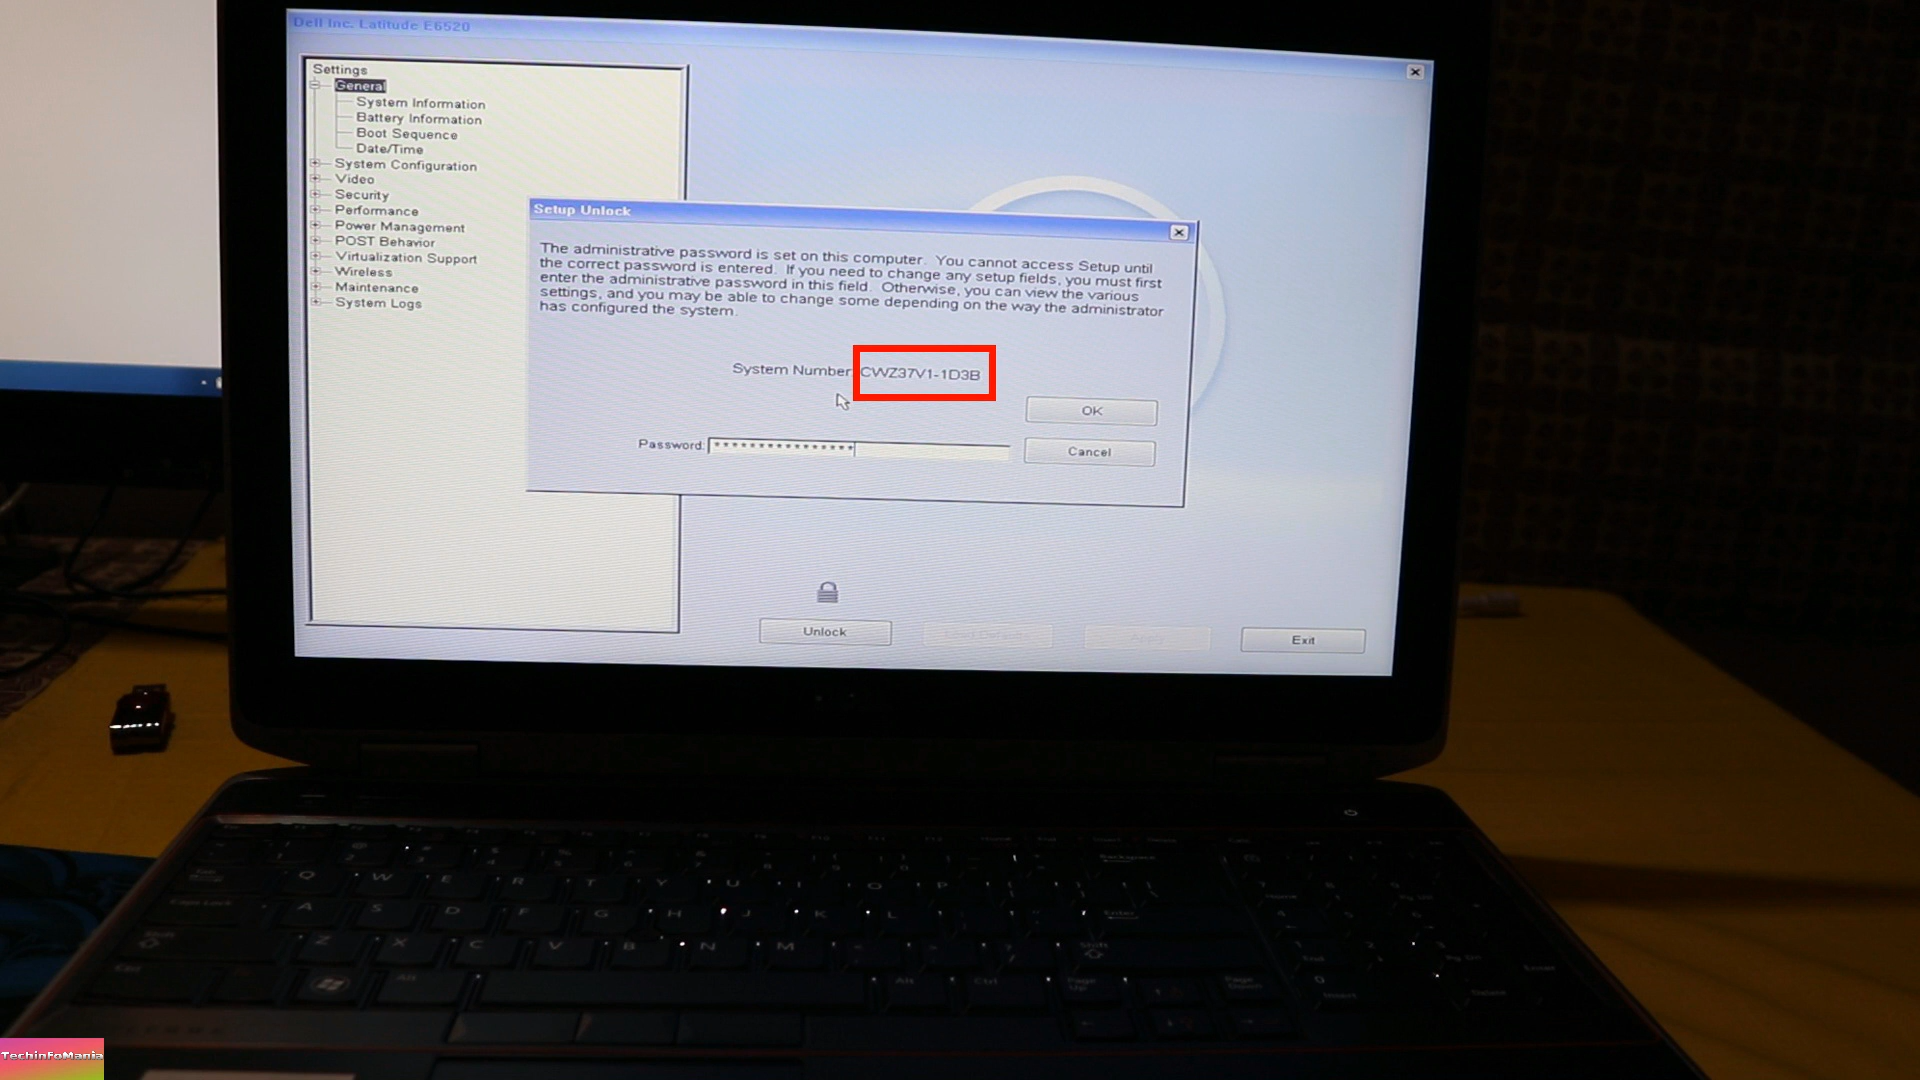 Dell Inc. Latitude E6520
Settings
General
System Information
Battery Information
Boot Sequence
Date/Time
System Configuration
Video
Security
Performance
Power Management
POST Behavior
Virtualization Support
Wireless
Maintenance
System Logs
Setup Unlock
The administrative password is set on this computer. You cannot access Setup until
the correct password is entered. If you need to change any setup fields, you must first
enter the administrative password in this field. Otherwise, you can view the various
settings, and you may be able to change some depending on the way the administrator
has configured the system.
System Number: CWZ37V1-1D3B
OK
Password: ****************
Cancel
Unlock
Exit
Q W E R T Y U I O P
A S D F G H J K L
Z X C V B N M
Alt
Alt Ctrl
TechinFoMania